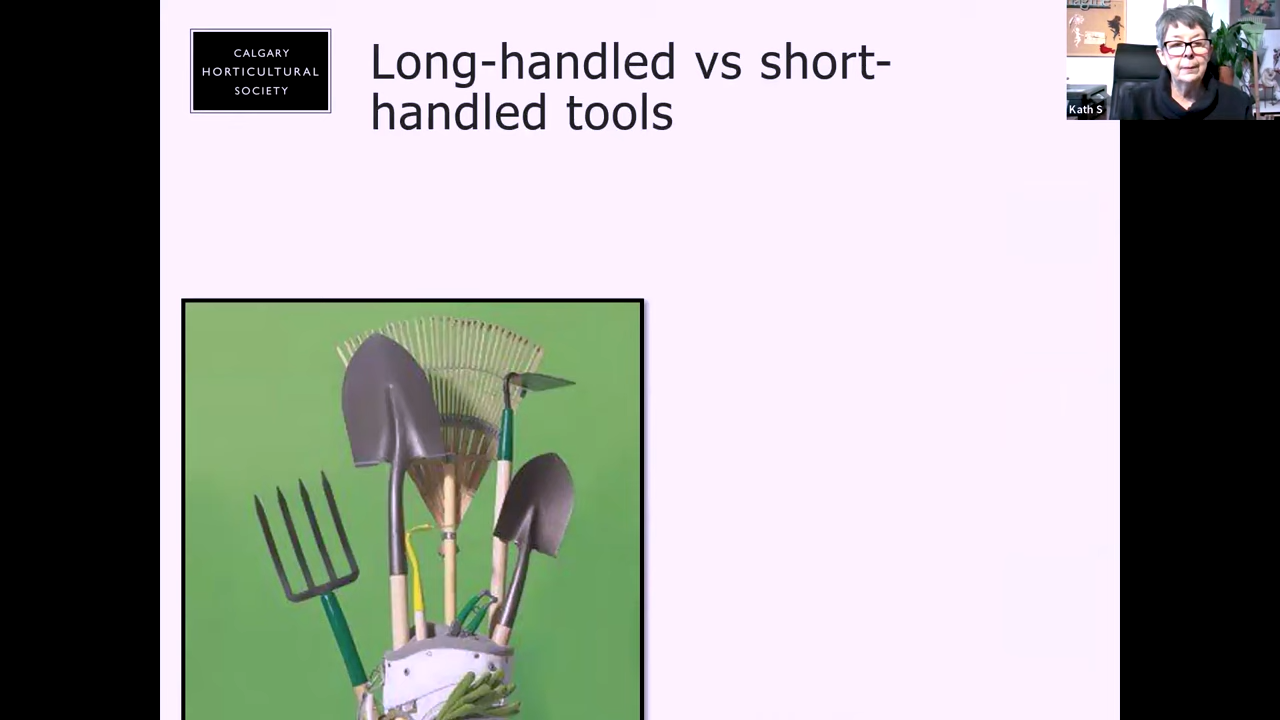 CALGARY
HORTICULTURAL
SOCIETY
Long-handled vs short-
handled tools
Kath S